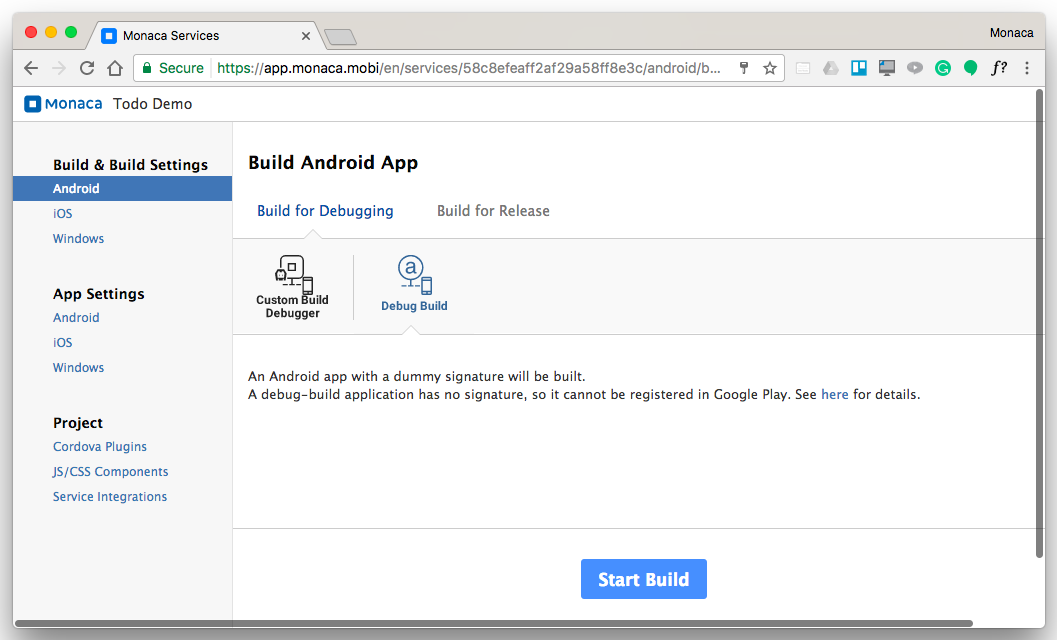 Monaca Services
Monaca
Secure https://app.monaca.mobi/en/services/58c8efeaff2af29a58ff8e3c/android/b... f?
Monaca Todo Demo
Build & Build Settings
Android
iOS
Windows
App Settings
Android
iOS
Windows
Project
Cordova Plugins
JS/CSS Components
Service Integrations
Build Android App
Build for Debugging Build for Release
Custom Build
Debugger
a
Debug Build
An Android app with a dummy signature will be built.
A debug-build application has no signature, so it cannot be registered in Google Play. See here for details.
Start Build